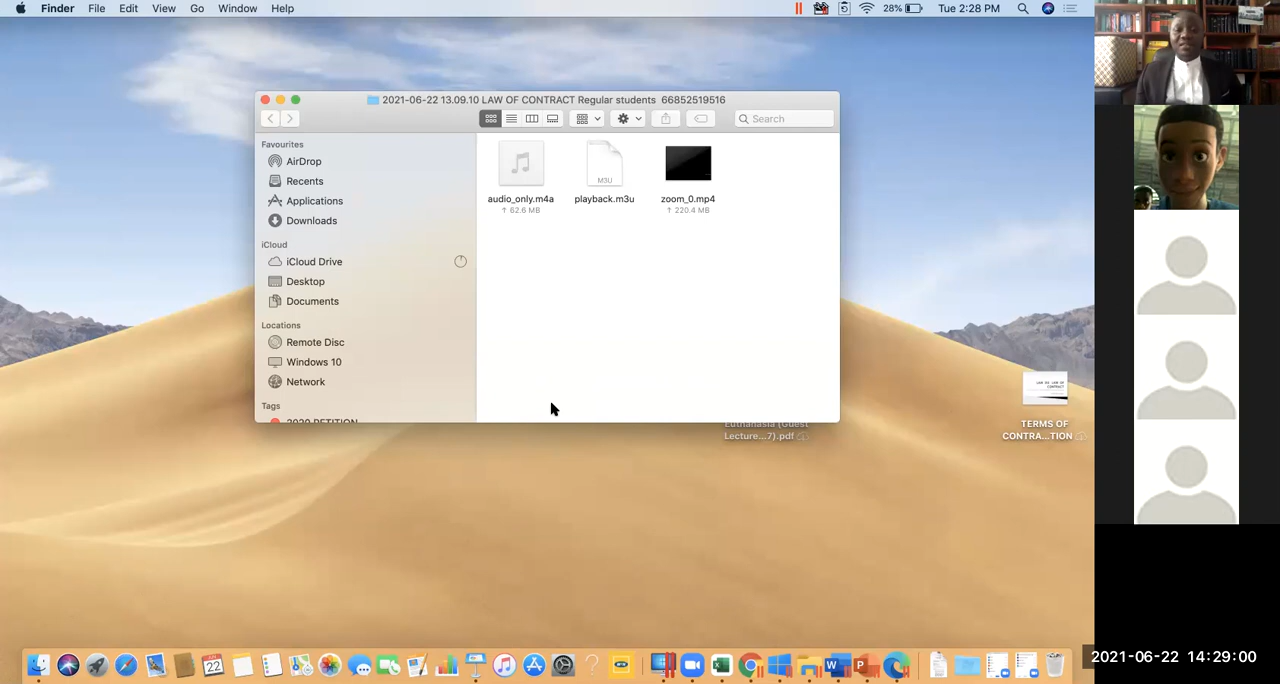 Finder File Edit View Go Window Help
28% Tue 2:28 PM
2021-06-22 13.09.10 LAW OF CONTRACT Regular students 66852519516
Search
Favourites
AirDrop
Recents
Applications
Downloads
iCloud
iCloud Drive
Desktop
Documents
Locations
Remote Disc
Windows 10
Network
Tags
2020 PETITION
M3U
audio_only.m4a
↑ 62.6 MB
playback.m3u
zoom_0.mp4
↑ 220.4 MB
Euthanasia (Guest
Lecture...7).pdf
TERMS OF
CONTRA...TION
22
2021-06-22 14:29:00